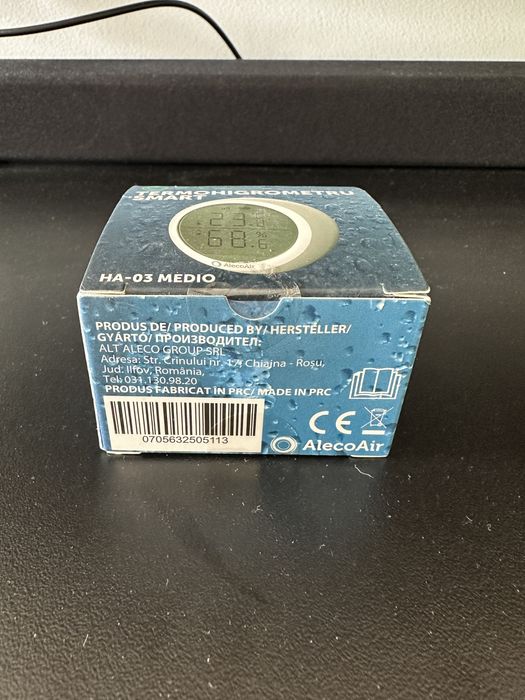 TERMOHIGROMETRU
SMART
23.8
68.6 %
AlecoAir
HA-03 MEDIO
PRODUS DE/ PRODUCED BY/ HERSTELLER/
GYÁRTÓ/ ПРОИЗВОДИТЕЛ:
ALT ALECO GROUP SRL
Adresa: Str. Crinului nr. 17, Chiajna - Roșu,
Jud. Ilfov, România,
Tel: 031.130.98.20
PRODUS FABRICAT ÎN PRC/ MADE IN PRC
0705632505113
CE
AlecoAir